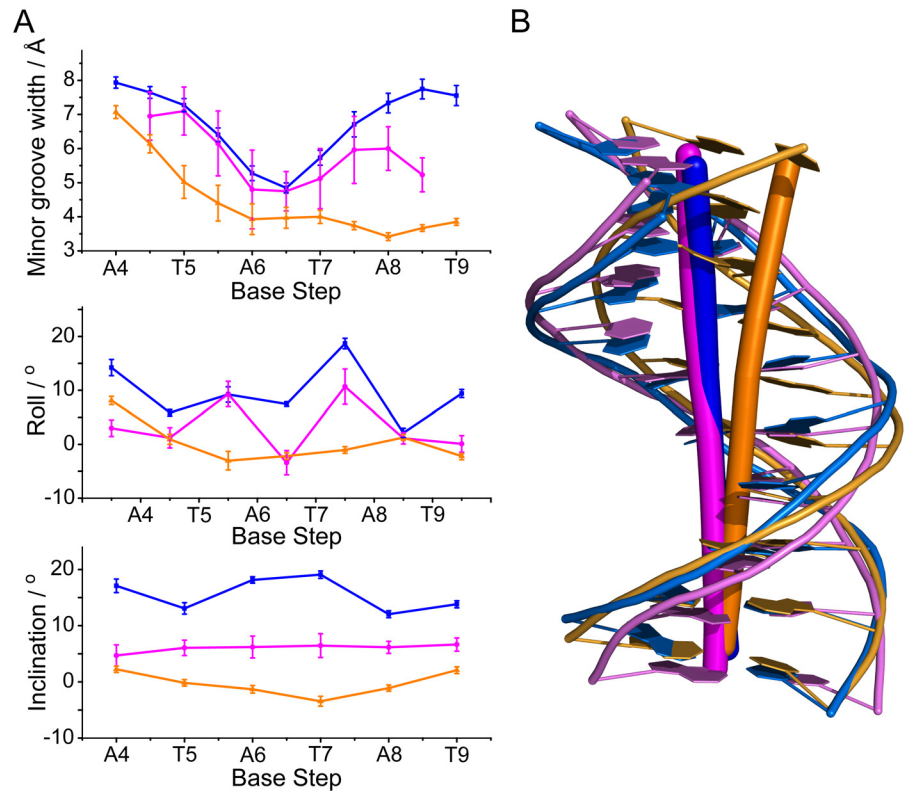 A
B
Minor groove width / Å
8
7
6
5
4
3
A4 T5 A6 T7 A8 T9
Base Step
Roll / °
20
10
0
-10
A4 T5 A6 T7 A8 T9
Base Step
Inclination / °
20
10
0
-10
A4 T5 A6 T7 A8 T9
Base Step